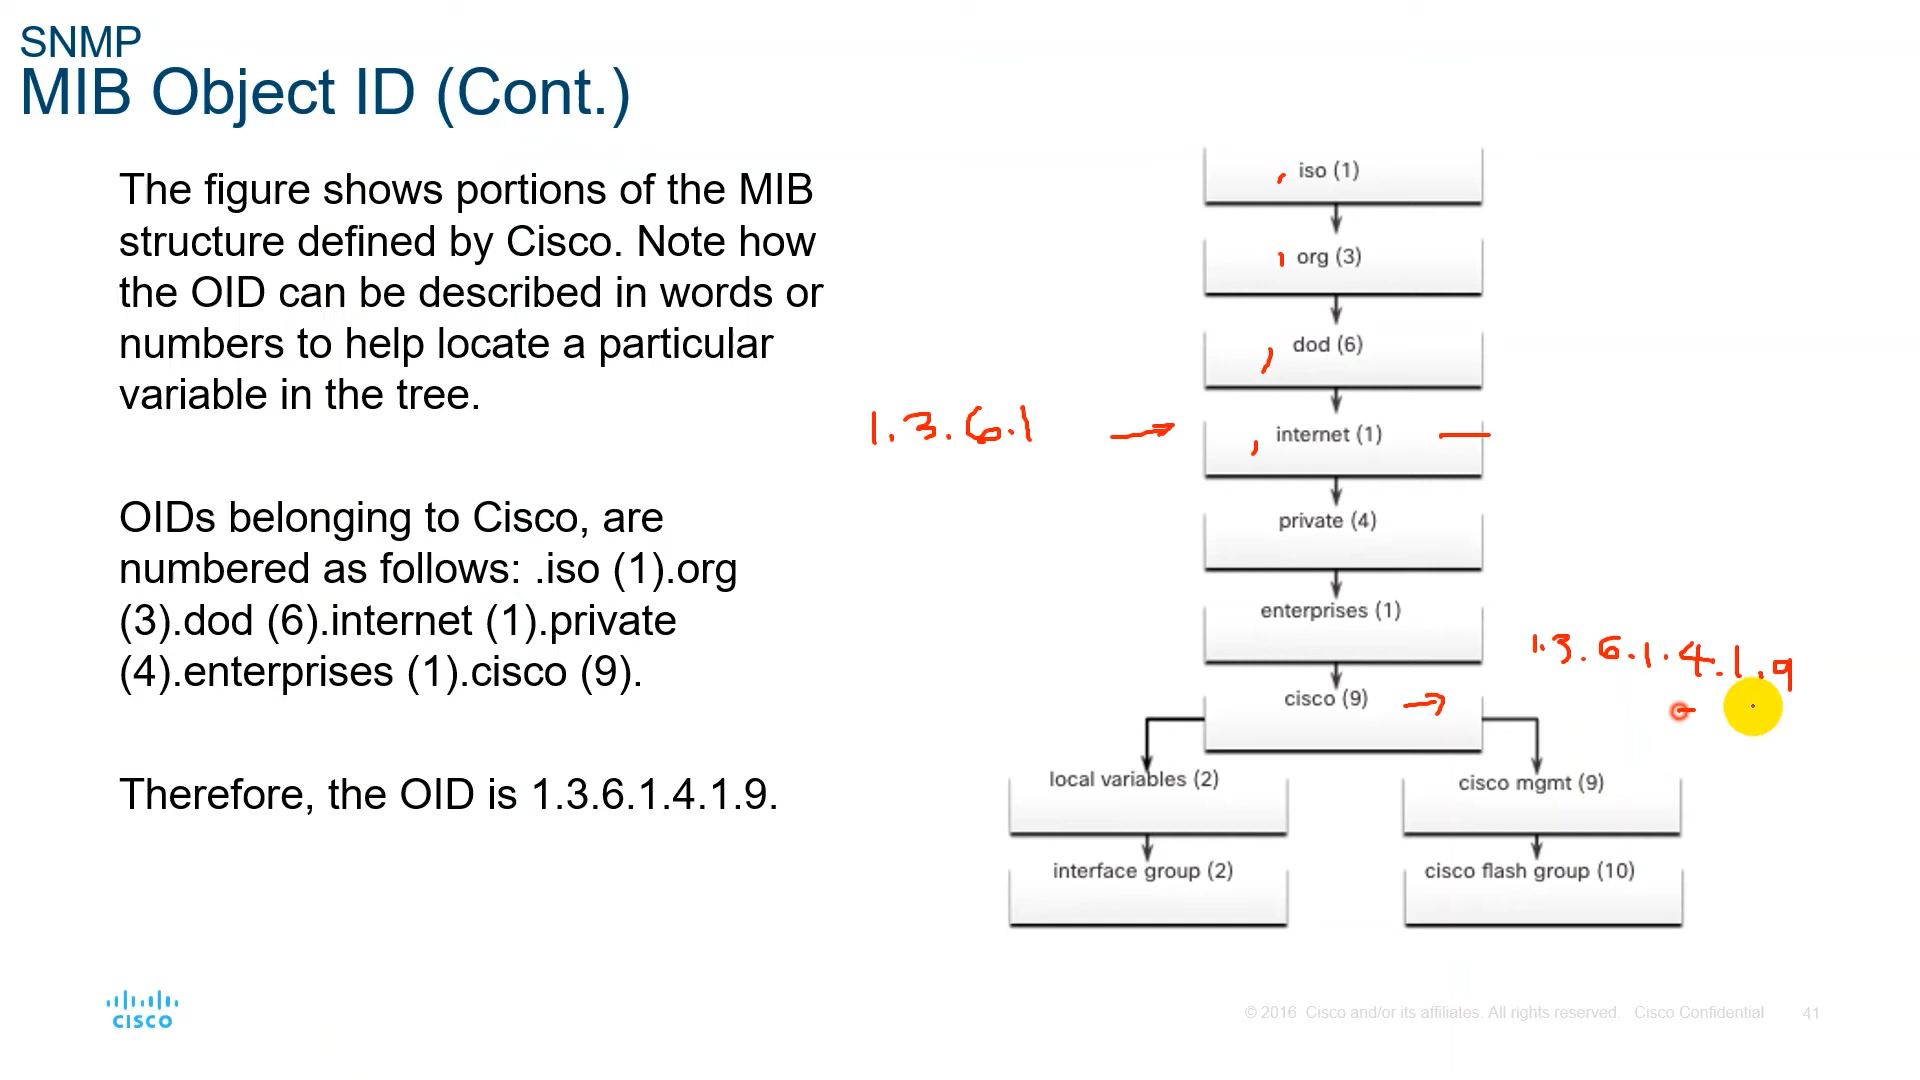 SNMP
MIB Object ID (Cont.)
The figure shows portions of the MIB
structure defined by Cisco. Note how
the OID can be described in words or
numbers to help locate a particular
variable in the tree.
OIDs belonging to Cisco, are
numbered as follows: .iso (1).org
(3).dod (6).internet (1).private
(4).enterprises (1).cisco (9).
Therefore, the OID is 1.3.6.1.4.1.9.
iso (1)
org (3)
dod (6)
1.3.6.1
internet (1)
private (4)
enterprises (1)
1.3.6.1.4.1.9
cisco (9)
local variables (2)
cisco mgmt (9)
interface group (2)
cisco flash group (10)
CISCO
© 2016 Cisco and/or its affiliates. All rights reserved. Cisco Confidential
41